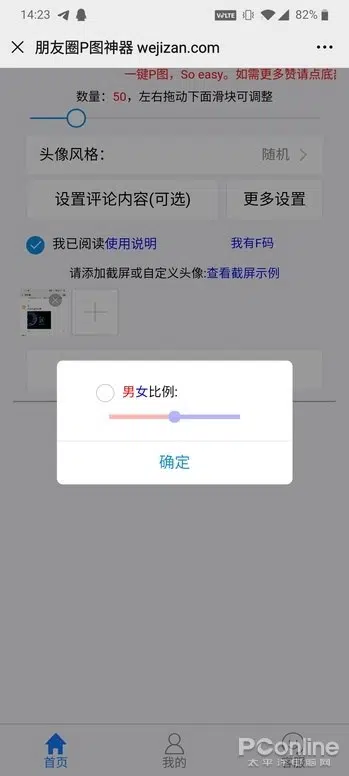 14:23
VoLTE
82%
朋友圈P图神器 wejizan.com
一键P图，So easy。如需更多赞请点底
数量：50，左右拖动下面滑块可调整
头像风格：
随机
设置评论内容(可选)
更多设置
我已阅读使用说明
我有F码
请添加截屏或自定义头像:查看截屏示例
男女比例:
确定
首页
我的
PConline
太平洋电脑网